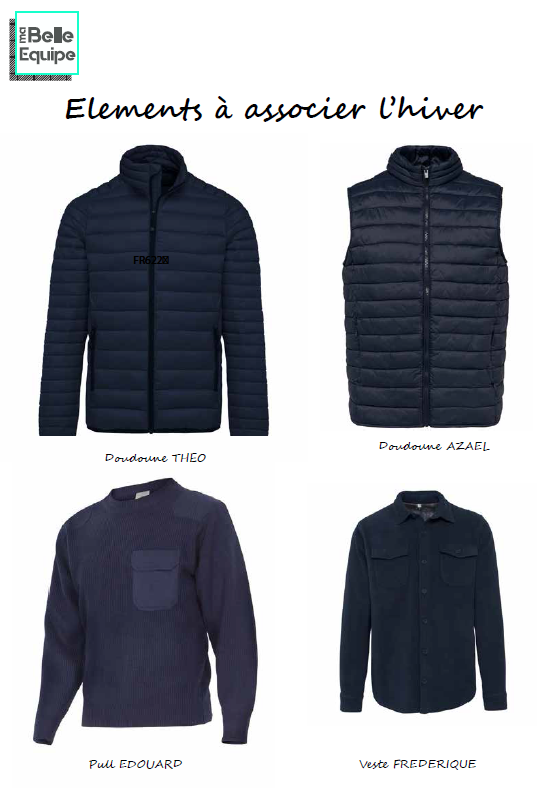 ma
Belle
Equipe
Elements à associer l'hiver
FR622
Doudoune THEO
Doudoune AZAEL
Pull EDOUARD
Veste FREDERIQUE